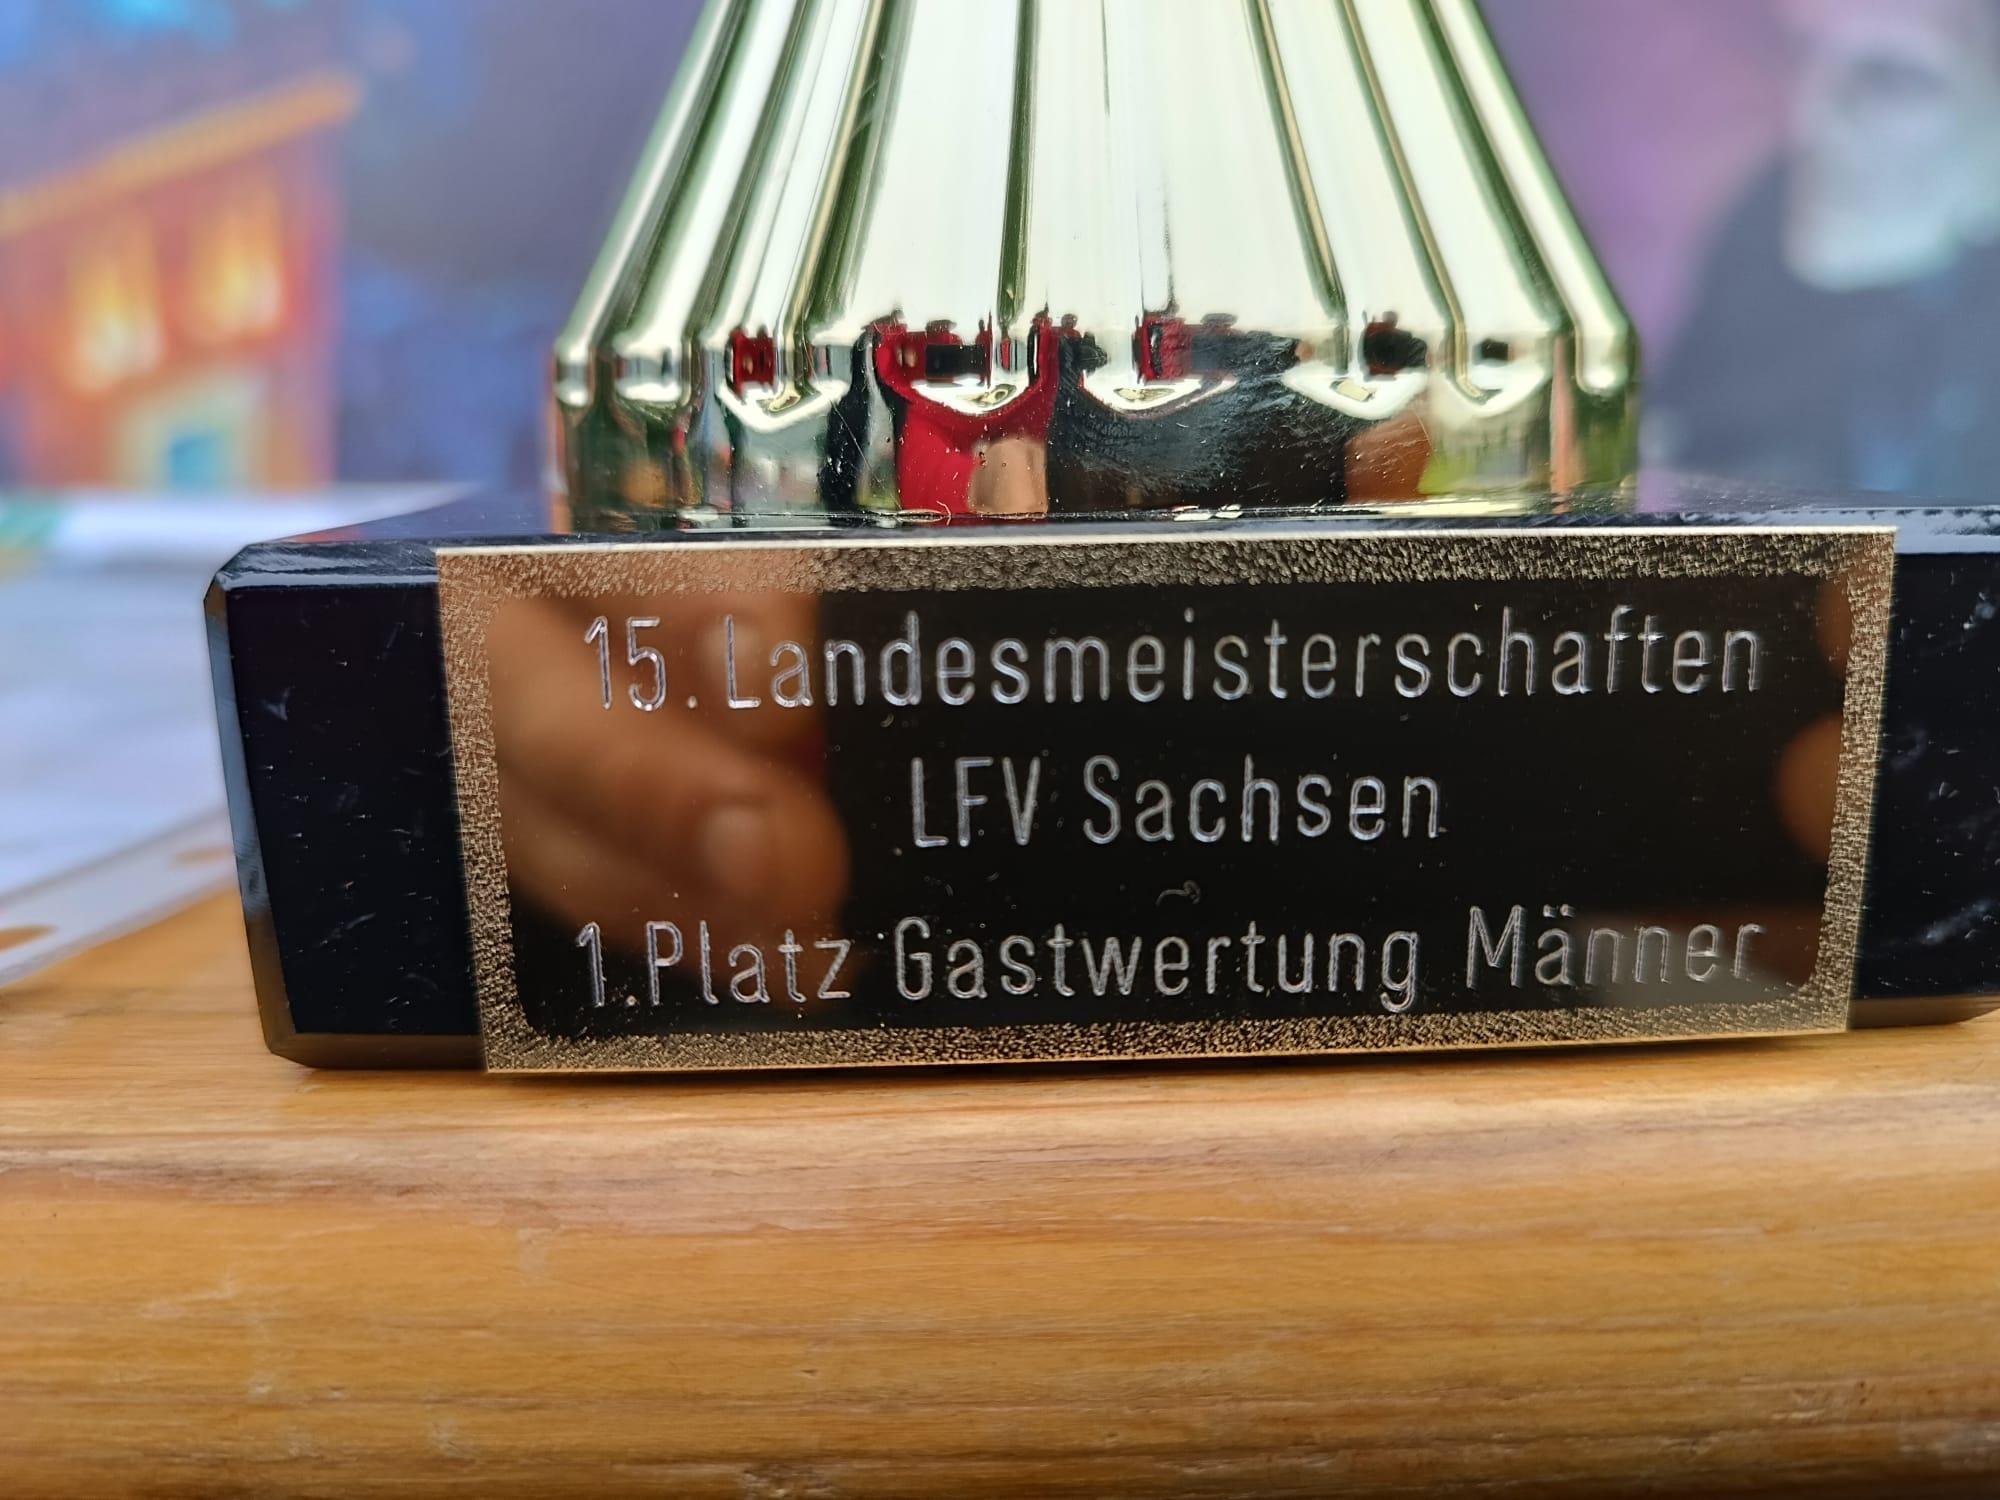 15. Landesmeisterschaften
LFV Sachsen
1. Platz Gastwertung Männer